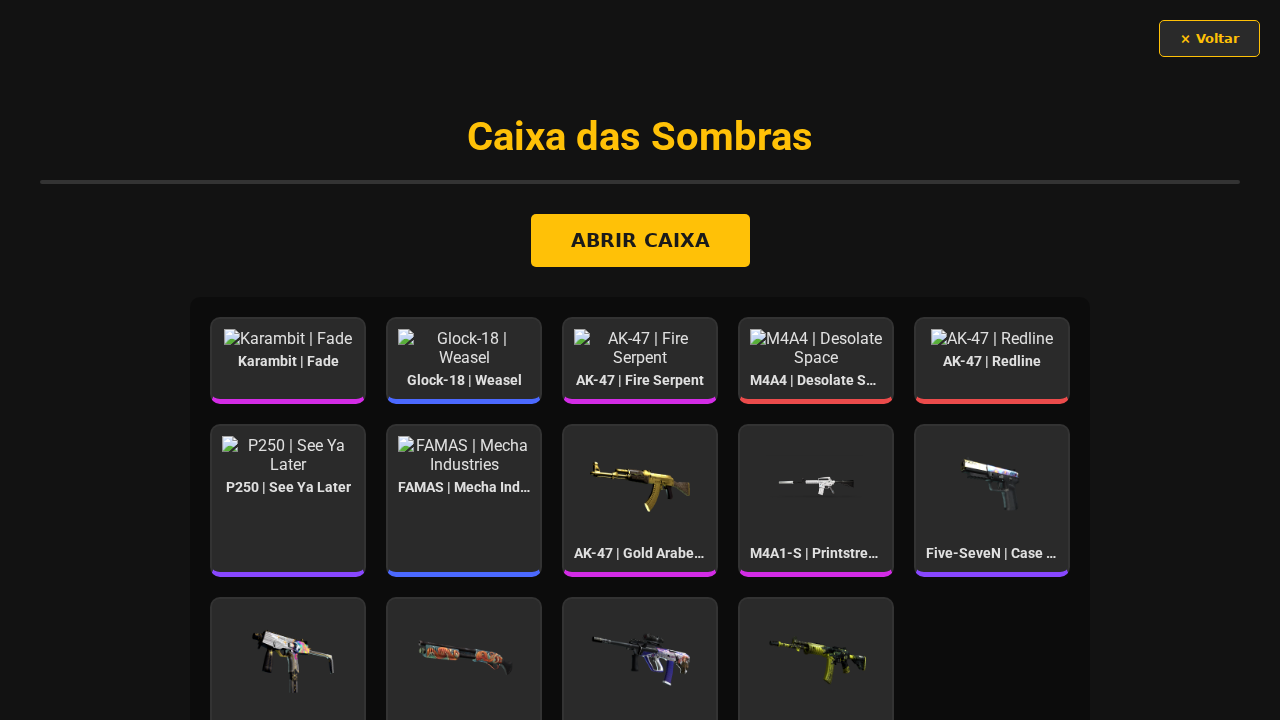 × Voltar
Caixa das Sombras
ABRIR CAIXA
Karambit | Fade
Karambit | Fade
Glock-18 |
Weasel
Glock-18 | Weasel
AK-47 | Fire
Serpent
AK-47 | Fire Serpent
M4A4 | Desolate
Space
M4A4 | Desolate S...
AK-47 | Redline
AK-47 | Redline
P250 | See Ya
Later
P250 | See Ya Later
FAMAS | Mecha
Industries
FAMAS | Mecha Ind...
AK-47 | Gold Arabe...
M4A1-S | Printstre...
Five-SeveN | Case ...